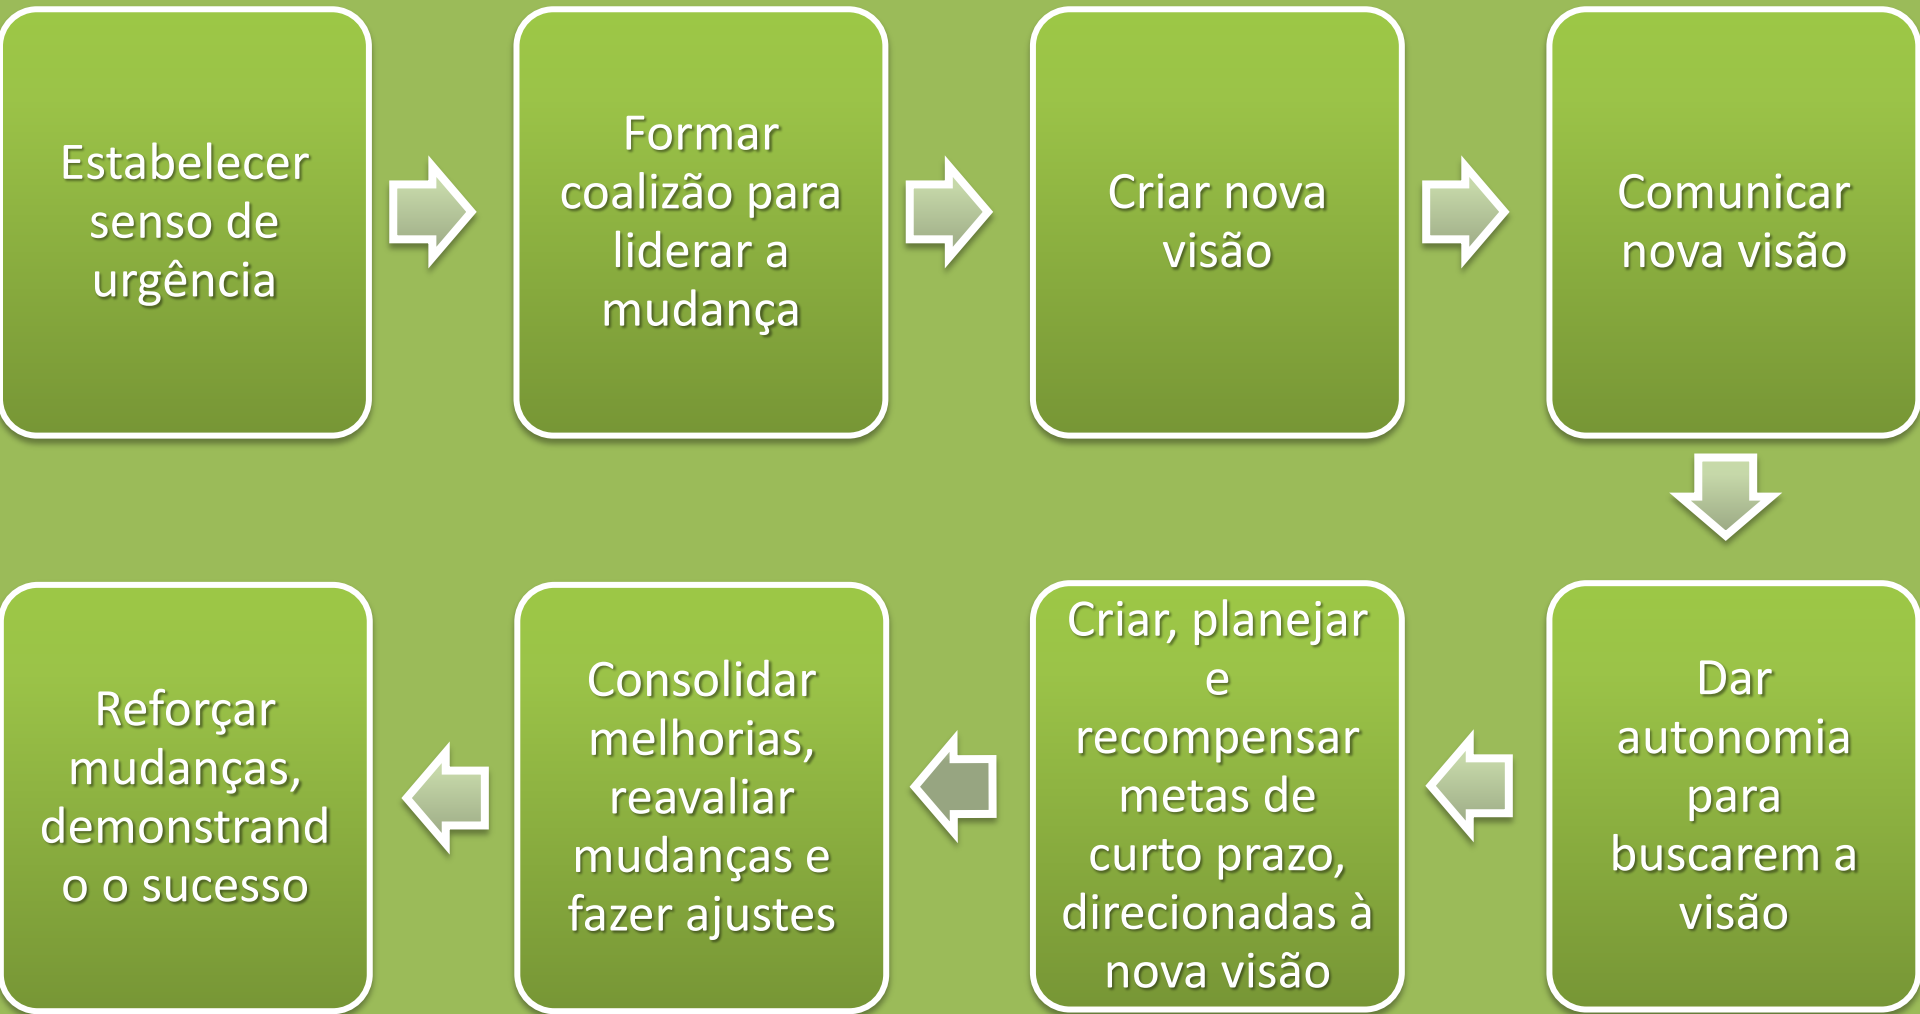 Estabelecer
senso de
urgência
Formar
coalizão para
liderar a
mudança
Criar nova
visão
Comunicar
nova visão
Dar
autonomia
para
buscarem a
visão
Criar, planejar
e
recompensar
metas de
curto prazo,
direcionadas à
nova visão
Consolidar
melhorias,
reavaliar
mudanças e
fazer ajustes
Reforçar
mudanças,
demonstrand
o o sucesso